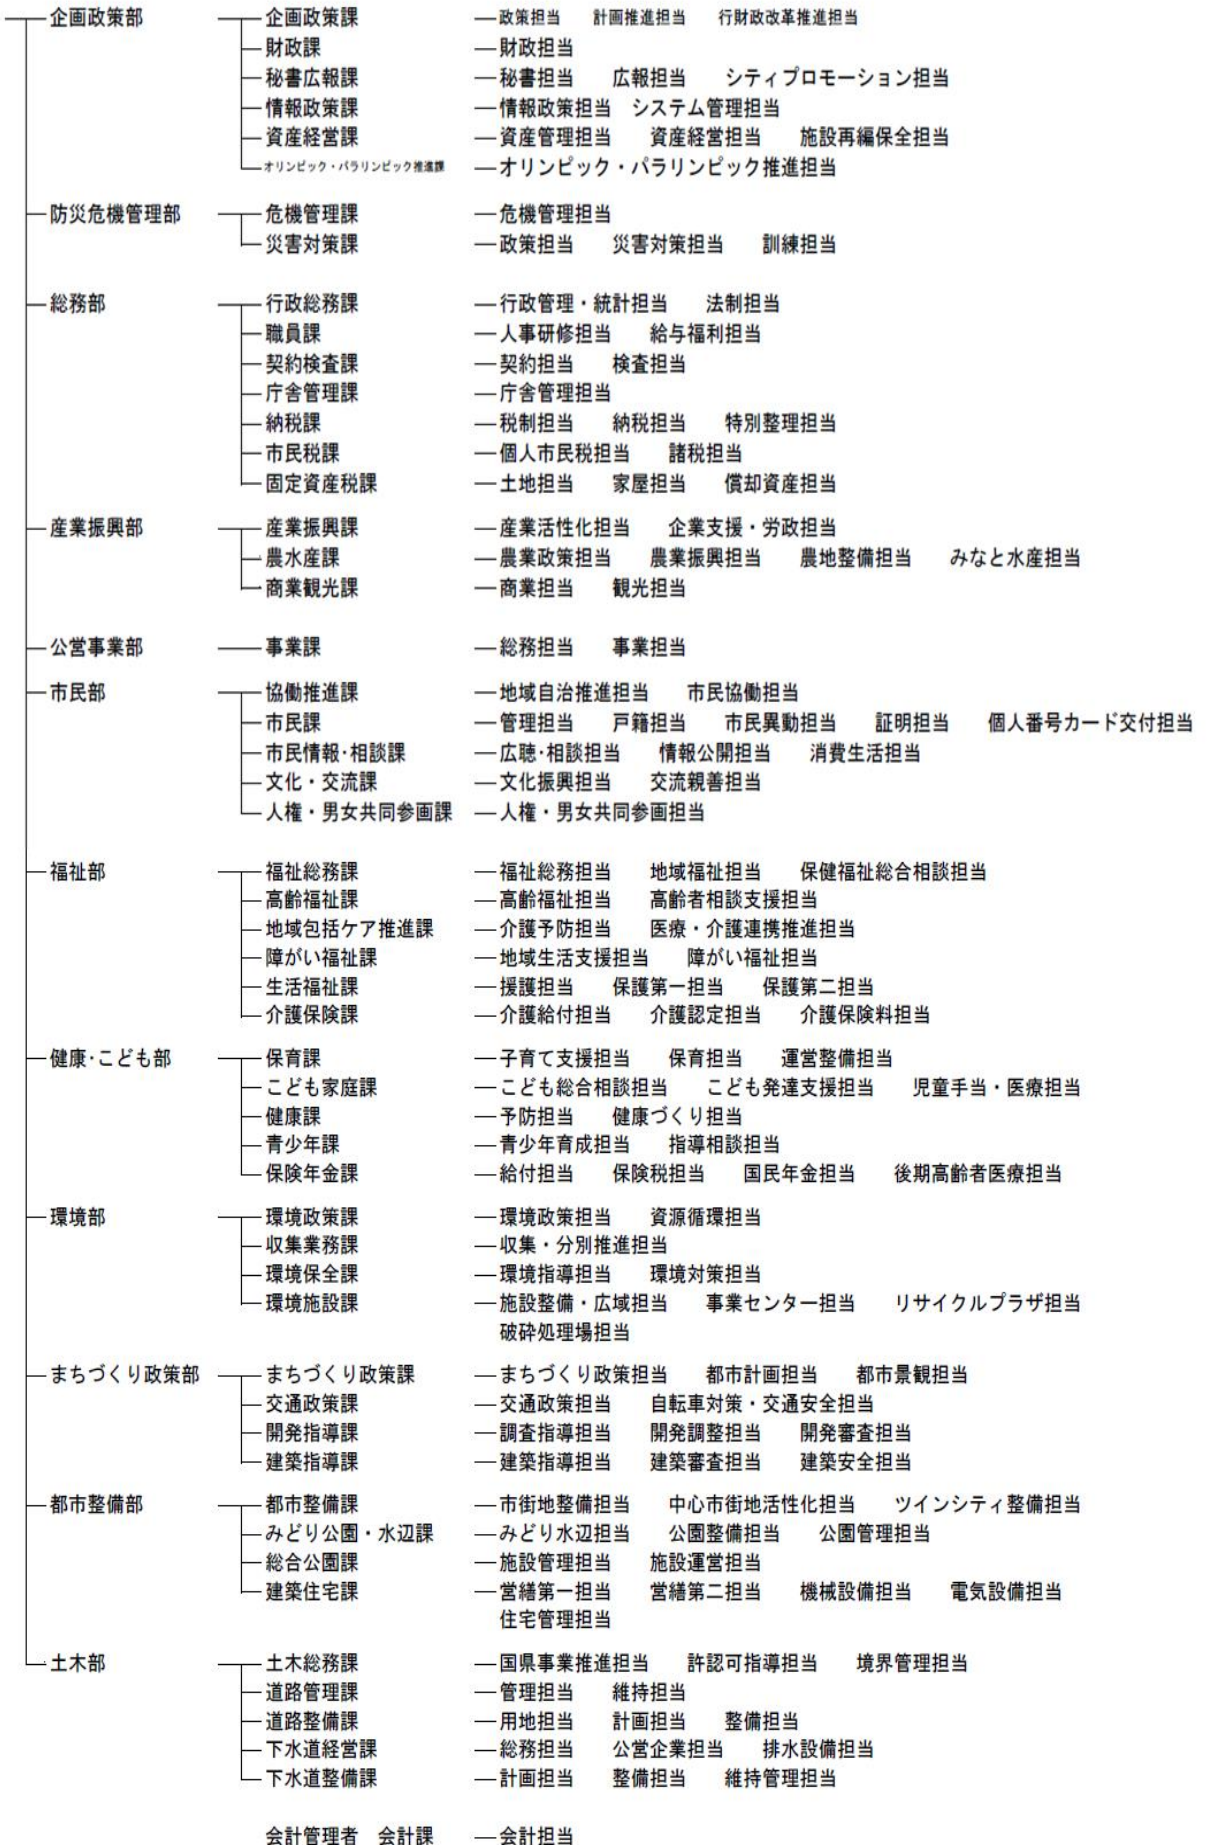 企画政策部 企画政策課 政策担当 計画推進担当 行財政改革推進担当
財政課 財政担当
秘書広報課 秘書担当 広報担当 シティプロモーション担当
情報政策課 情報政策担当 システム管理担当
資産経営課 資産管理担当 資産経営担当 施設再編保全担当
オリンピック・パラリンピック推進課 オリンピック・パラリンピック推進担当
防災危機管理部 危機管理課 危機管理担当
災害対策課 政策担当 災害対策担当 訓練担当
総務部 行政総務課 行政管理・統計担当 法制担当
職員課 人事研修担当 給与福利担当
契約検査課 契約担当 検査担当
庁舎管理課 庁舎管理担当
納税課 税制担当 納税担当 特別整理担当
市民税課 個人市民税担当 諸税担当
固定資産税課 土地担当 家屋担当 償却資産担当
産業振興部 産業振興課 産業活性化担当 企業支援・労政担当
農水産課 農業政策担当 農業振興担当 農地整備担当 みなと水産担当
商業観光課 商業担当 観光担当
公営事業部 事業課 総務担当 事業担当
市民部 協働推進課 地域自治推進担当 市民協働担当
市民課 管理担当 戸籍担当 市民異動担当 証明担当 個人番号カード交付担当
市民情報・相談課 広聴・相談担当 情報公開担当 消費生活担当
文化・交流課 文化振興担当 交流親善担当
人権・男女共同参画課 人権・男女共同参画担当
福祉部 福祉総務課 福祉総務担当 地域福祉担当 保健福祉総合相談担当
高齢福祉課 高齢福祉担当 高齢者相談支援担当
地域包括ケア推進課 介護予防担当 医療・介護連携推進担当
障がい福祉課 地域生活支援担当 障がい福祉担当
生活福祉課 援護担当 保護第一担当 保護第二担当
介護保険課 介護給付担当 介護認定担当 介護保険料担当
健康・こども部 保育課 子育て支援担当 保育担当 運営整備担当
こども家庭課 こども総合相談担当 こども発達支援担当 児童手当・医療担当
健康課 予防担当 健康づくり担当
青少年課 青少年育成担当 指導相談担当
保険年金課 給付担当 保険税担当 国民年金担当 後期高齢者医療担当
環境部 環境政策課 環境政策担当 資源循環担当
収集業務課 収集・分別推進担当
環境保全課 環境指導担当 環境対策担当
環境施設課 施設整備・広域担当 事業センター担当 リサイクルプラザ担当
破砕処理場担当
まちづくり政策部 まちづくり政策課 まちづくり政策担当 都市計画担当 都市景観担当
交通政策課 交通政策担当 自転車対策・交通安全担当
開発指導課 調査指導担当 開発調整担当 開発審査担当
建築指導課 建築指導担当 建築審査担当 建築安全担当
都市整備部 都市整備課 市街地整備担当 中心市街地活性化担当 ツインシティ整備担当
みどり公園・水辺課 みどり水辺担当 公園整備担当 公園管理担当
総合公園課 施設管理担当 施設運営担当
建築住宅課 営繕第一担当 営繕第二担当 機械設備担当 電気設備担当
住宅管理担当
土木部 土木総務課 国県事業推進担当 許認可指導担当 境界管理担当
道路管理課 管理担当 維持担当
道路整備課 用地担当 計画担当 整備担当
下水道経営課 総務担当 公営企業担当 排水設備担当
下水道整備課 計画担当 整備担当 維持管理担当
会計管理者 会計課 会計担当